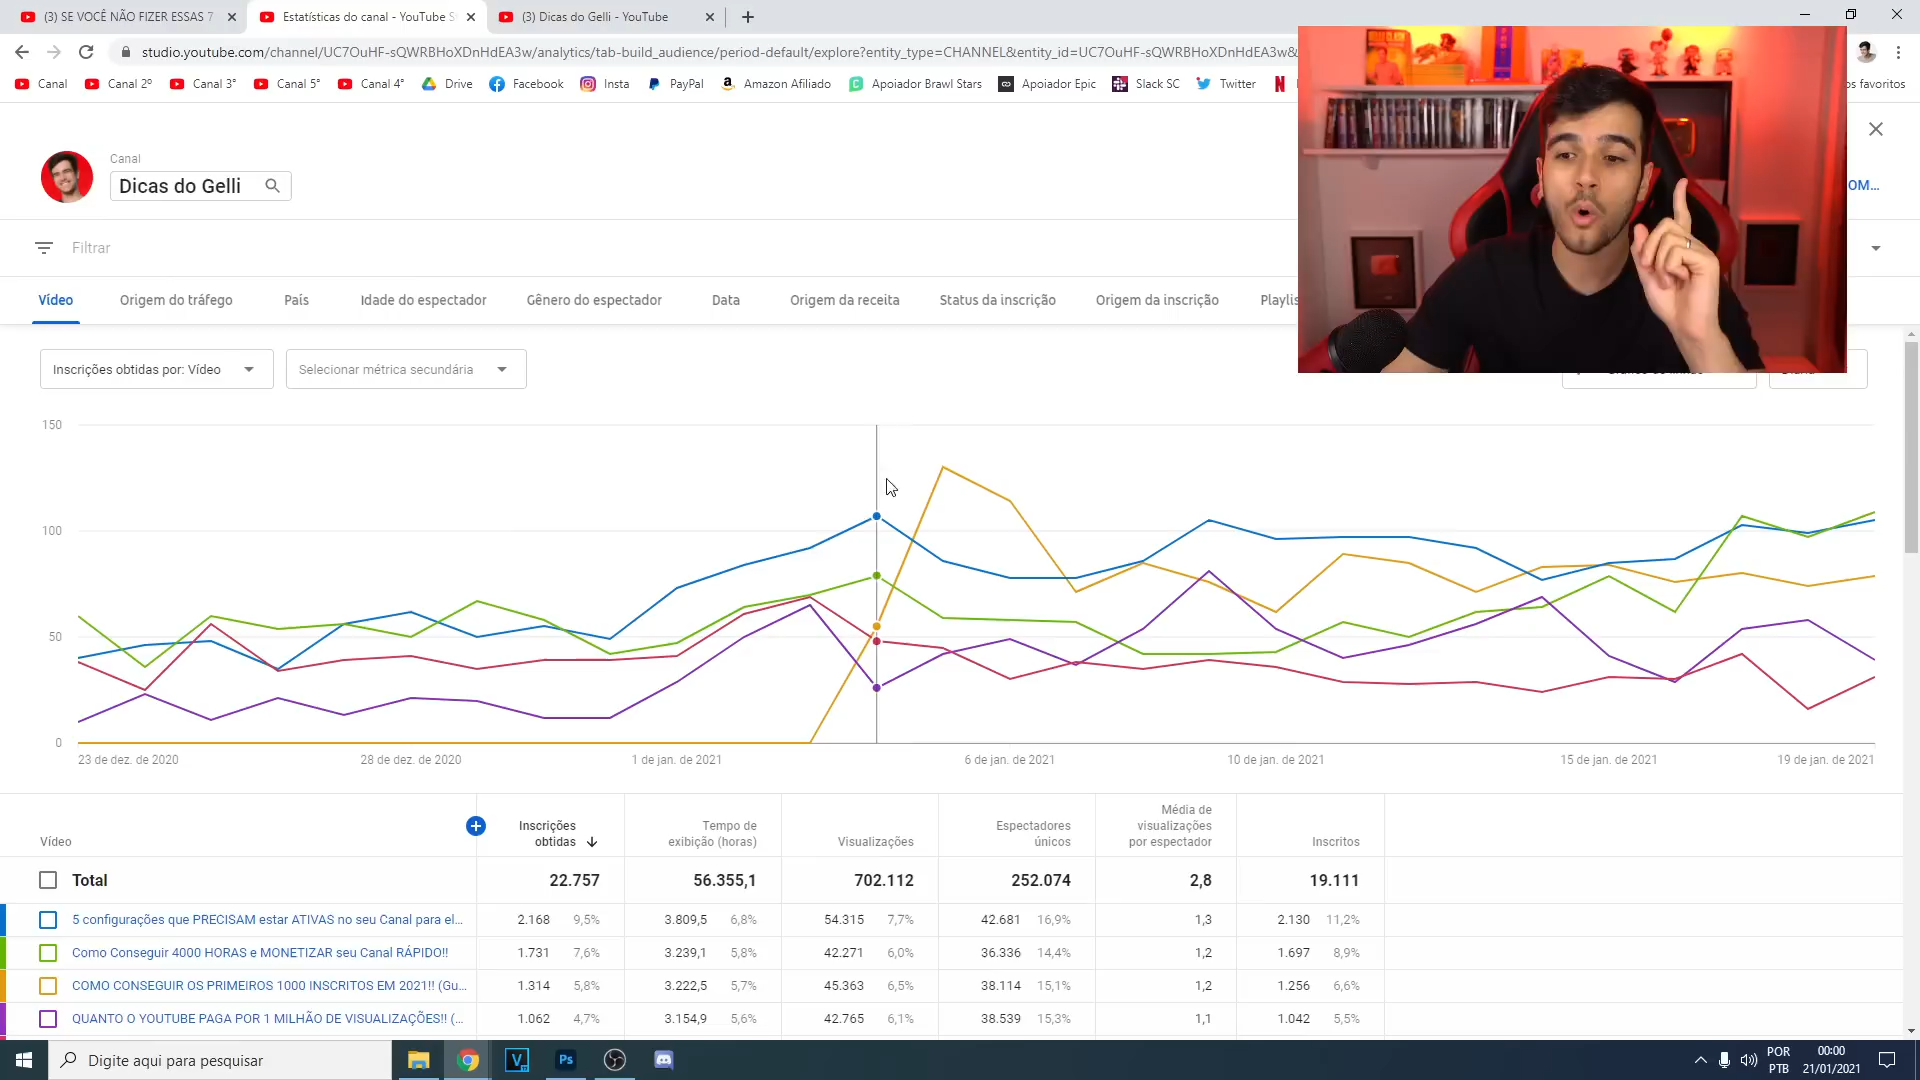 (3) SE VOCÊ NÃO FIZER ESSAS 7
Estatísticas do canal - YouTube S
(3) Dicas do Gelli - YouTube
studio.youtube.com/channel/UC7OuHF-sQWRBHoXDnHdEA3w/analytics/tab-build_audience/period-default/explore?entity_type=CHANNEL&entity_id=UC7OuHF-sQWRBHoXDnHdEA3w&
Canal
Canal 2º
Canal 3°
Canal 5°
Canal 4°
Drive
Facebook
Insta
PayPal
Amazon Afiliado
Apoiador Brawl Stars
Apoiador Epic
Slack SC
Twitter
os favoritos
Canal
Dicas do Gelli
OM...
Filtrar
Vídeo
Origem do tráfego
País
Idade do espectador
Gênero do espectador
Data
Origem da receita
Status da inscrição
Origem da inscrição
Playlis
Inscrições obtidas por: Vídeo
Selecionar métrica secundária
150
100
50
0
23 de dez. de 2020
28 de dez. de 2020
1 de jan. de 2021
6 de jan. de 2021
10 de jan. de 2021
15 de jan. de 2021
19 de jan. de 2021
Vídeo
Inscrições obtidas
Tempo de exibição (horas)
Visualizações
Espectadores únicos
Média de visualizações por espectador
Inscritos
Total 22.757 56.355,1 702.112 252.074 2,8 19.111
5 configurações que PRECISAM estar ATIVAS no seu Canal para el... 2.168 9,5% 3.809,5 6,8% 54.315 7,7% 42.681 16,9% 1,3 2.130 11,2%
Como Conseguir 4000 HORAS e MONETIZAR seu Canal RÁPIDO!! 1.731 7,6% 3.239,1 5,8% 42.271 6,0% 36.336 14,4% 1,2 1.697 8,9%
COMO CONSEGUIR OS PRIMEIROS 1000 INSCRITOS EM 2021!! (Gu... 1.314 5,8% 3.222,5 5,7% 45.363 6,5% 38.114 15,1% 1,2 1.256 6,6%
QUANTO O YOUTUBE PAGA POR 1 MILHÃO DE VISUALIZAÇÕES!! (... 1.062 4,7% 3.154,9 5,6% 42.765 6,1% 38.539 15,3% 1,1 1.042 5,5%
Digite aqui para pesquisar
POR
PTB
00:00
21/01/2021